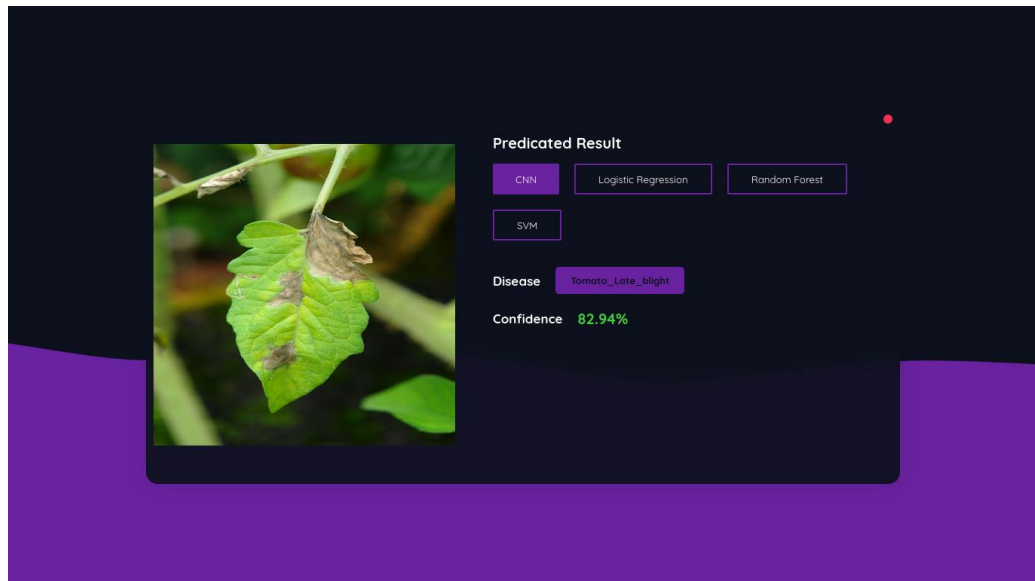 Predicated Result
CNN Logistic Regression Random Forest
SVM
Disease Tomato_Late_blight
Confidence 82.94%